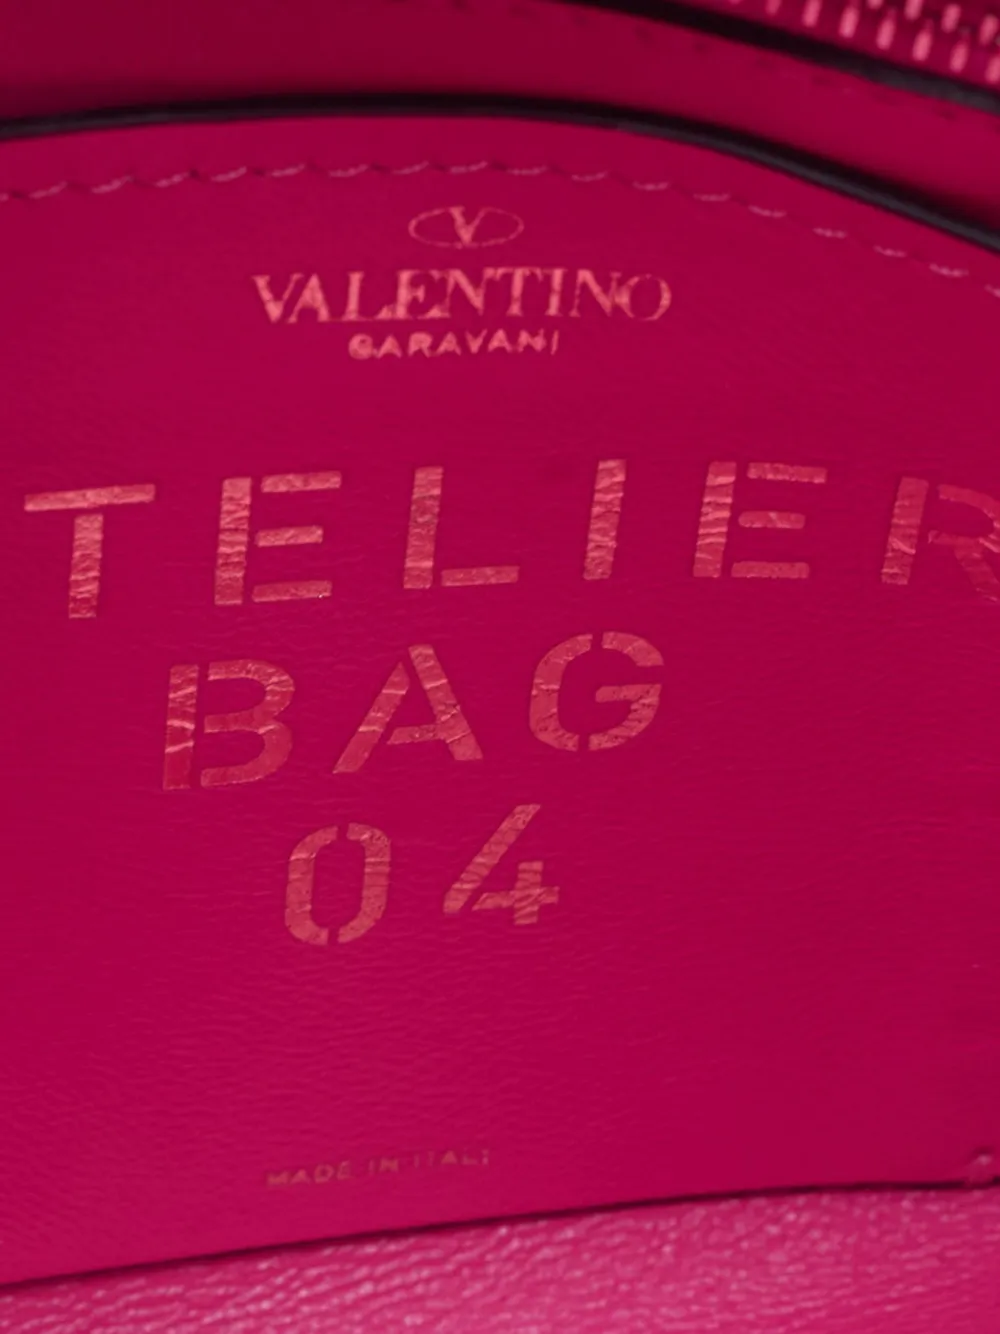 V
VALENTINO
GARAVANI
TELIER
BAG
04
MADE IN ITALY